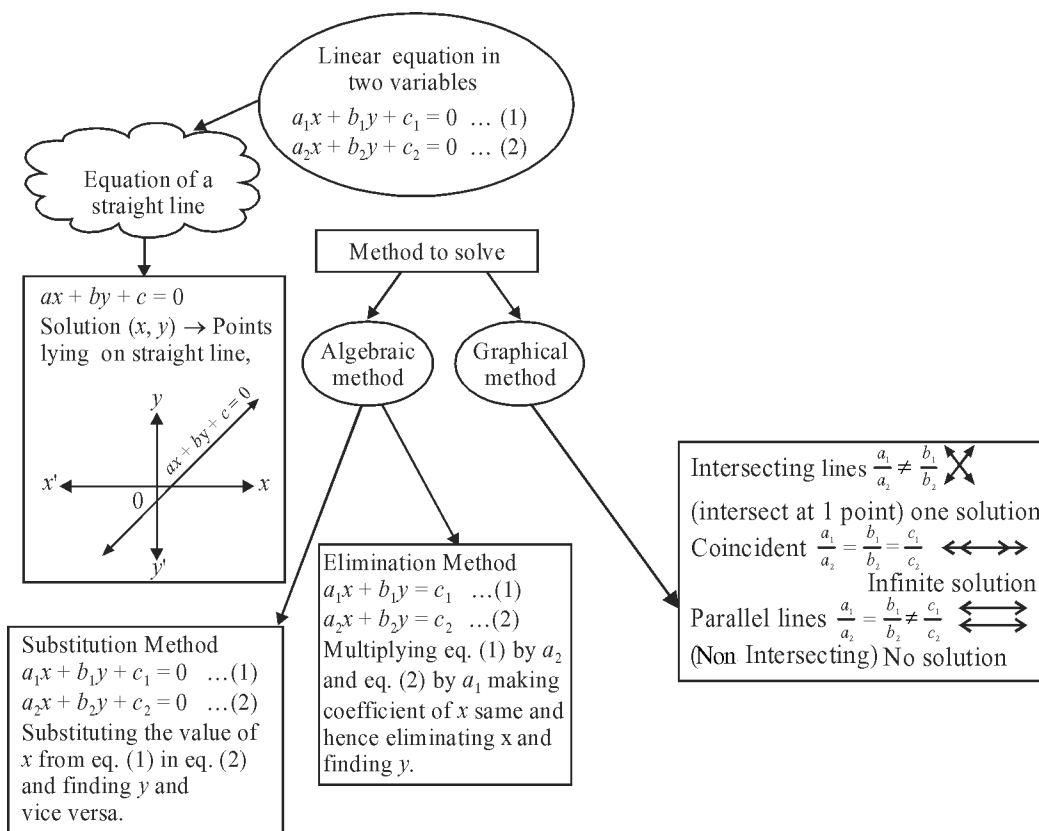 Linear equation in
two variables
a₁x + b₁y + c₁ = 0 … (1)
a₂x + b₂y + c₂ = 0 … (2)
Equation of a
straight line
ax + by + c = 0
Solution (x, y) → Points
lying on straight line,
y
ax + by + c = 0
x'
0
x
y'
Method to solve
Algebraic
method
Graphical
method
Substitution Method
a₁x + b₁y + c₁ = 0 …(1)
a₂x + b₂y + c₂ = 0 …(2)
Substituting the value of
x from eq. (1) in eq. (2)
and finding y and
vice versa.
Elimination Method
a₁x + b₁y = c₁ …(1)
a₂x + b₂y = c₂ …(2)
Multiplying eq. (1) by a₂
and eq. (2) by a₁ making
coefficient of x same and
hence eliminating x and
finding y.
Intersecting lines a₁/a₂ ≠ b₁/b₂
(intersect at 1 point) one solution
Coincident a₁/a₂ = b₁/b₂ = c₁/c₂
Infinite solution
Parallel lines a₁/a₂ = b₁/b₂ ≠ c₁/c₂
(Non Intersecting) No solution